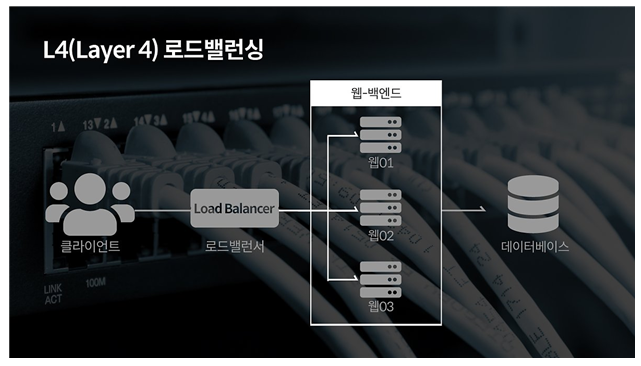 L4(Layer 4) 로드밸런싱
웹-백엔드
1▲ 13▼ 2▲ 14▼ 3▲ 15▼ 4▲
웹01
Load Balancer
클라이언트
로드밸런서
웹02
데이터베이스
웹03
LINK
ACT
100M